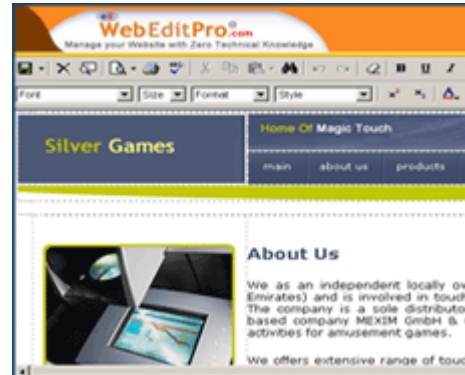 WebEditPro.com
Manage your Website with Zero Technical Knowledge
B U I
Font Size Format Style
Home Of Magic Touch
Silver Games
main about us products
About Us
We as an independent locally ow
Emirates) and is involved in touch
The company is a sole distributo
based company MEXIM GmbH &
activities for amusement games.
We offers extensive range of touc